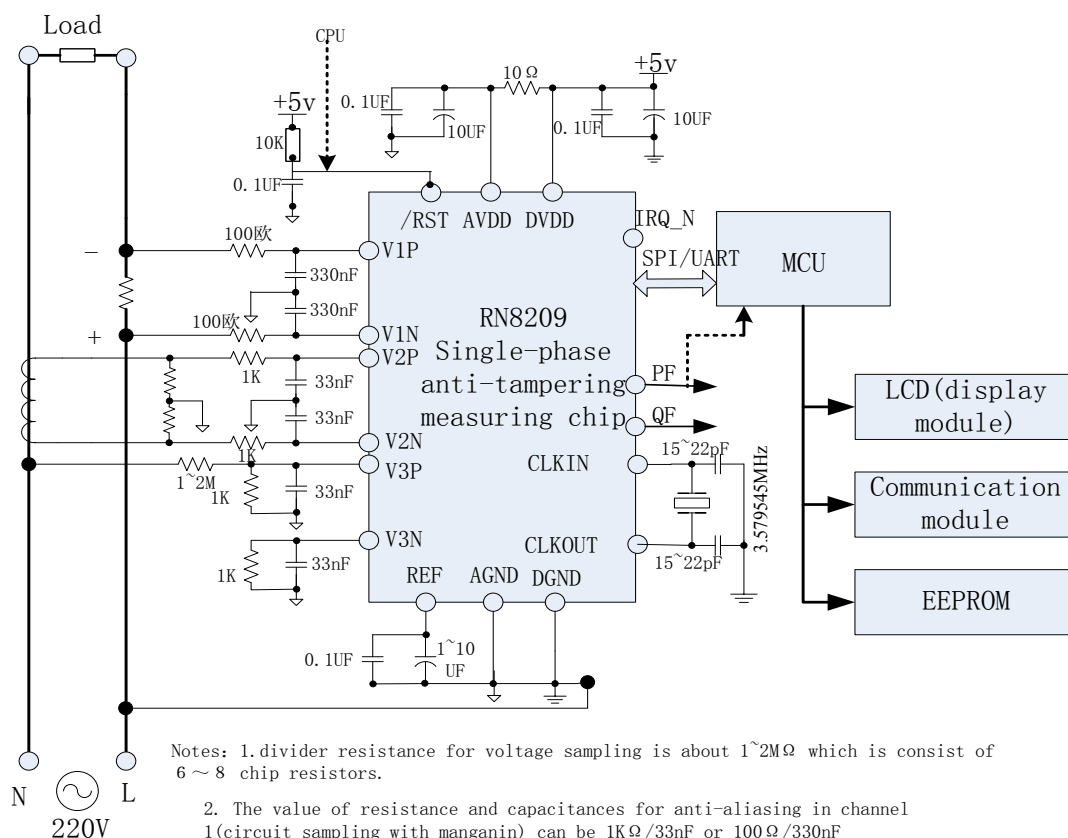 Load
CPU
+5v
10K
0.1UF
0.1UF
10UF
10Ω
+5v
0.1UF
10UF
/RST AVDD DVDD
IRQ_N
SPI/UART
MCU
100欧
V1P
330nF
330nF
−
+
100欧
V1N
V2P
1K
33nF
33nF
V2N
1K
V3P
1~2M
1K
33nF
V3N
1K
33nF
RN8209
Single-phase
anti-tampering
measuring chip
PF
QF
CLKIN
15~22pF
3.579545MHz
CLKOUT
15~22pF
REF AGND DGND
0.1UF
1~10
UF
LCD(display
module)
Communication
module
EEPROM
N
L
220V
Notes: 1.divider resistance for voltage sampling is about 1~2MΩ which is consist of
6～8 chip resistors.
2. The value of resistance and capacitances for anti-aliasing in channel
1(circuit sampling with manganin) can be 1KΩ/33nF or 100Ω/330nF